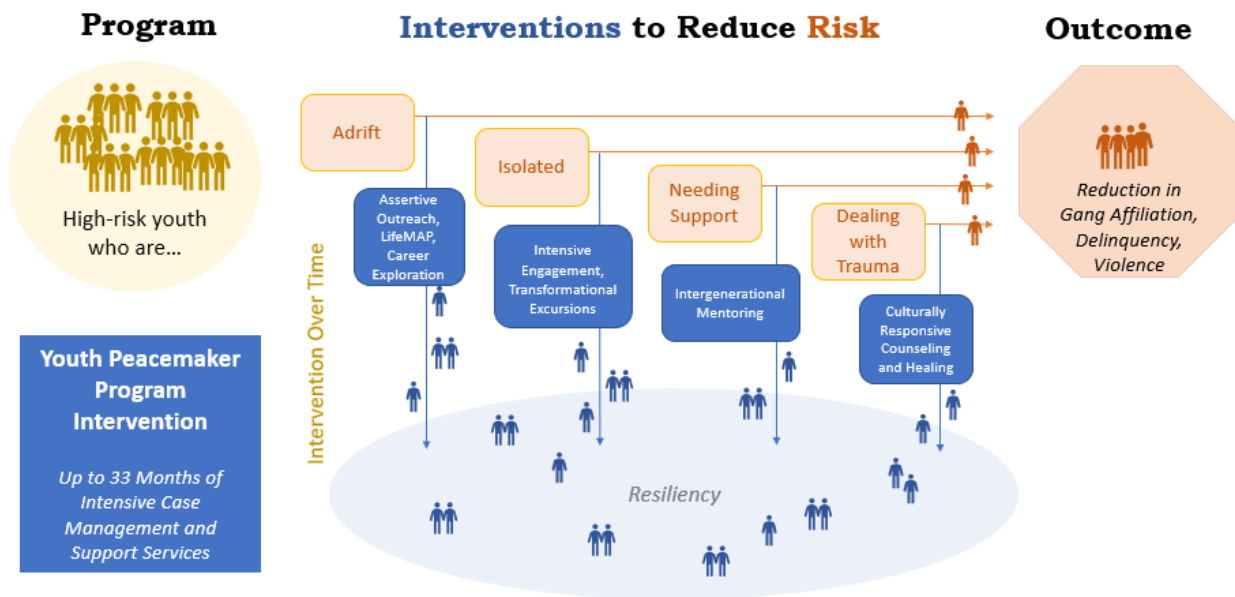 Program
High-risk youth
who are...
Youth Peacemaker
Program
Intervention
Up to 33 Months of
Intensive Case
Management and
Support Services
Interventions to Reduce Risk
Intervention Over Time
Adrift
Assertive
Outreach,
LifeMAP,
Career
Exploration
Isolated
Intensive
Engagement,
Transformational
Excursions
Needing
Support
Intergenerational
Mentoring
Dealing
with
Trauma
Culturally
Responsive
Counseling
and Healing
Resiliency
Outcome
Reduction in
Gang Affiliation,
Delinquency,
Violence